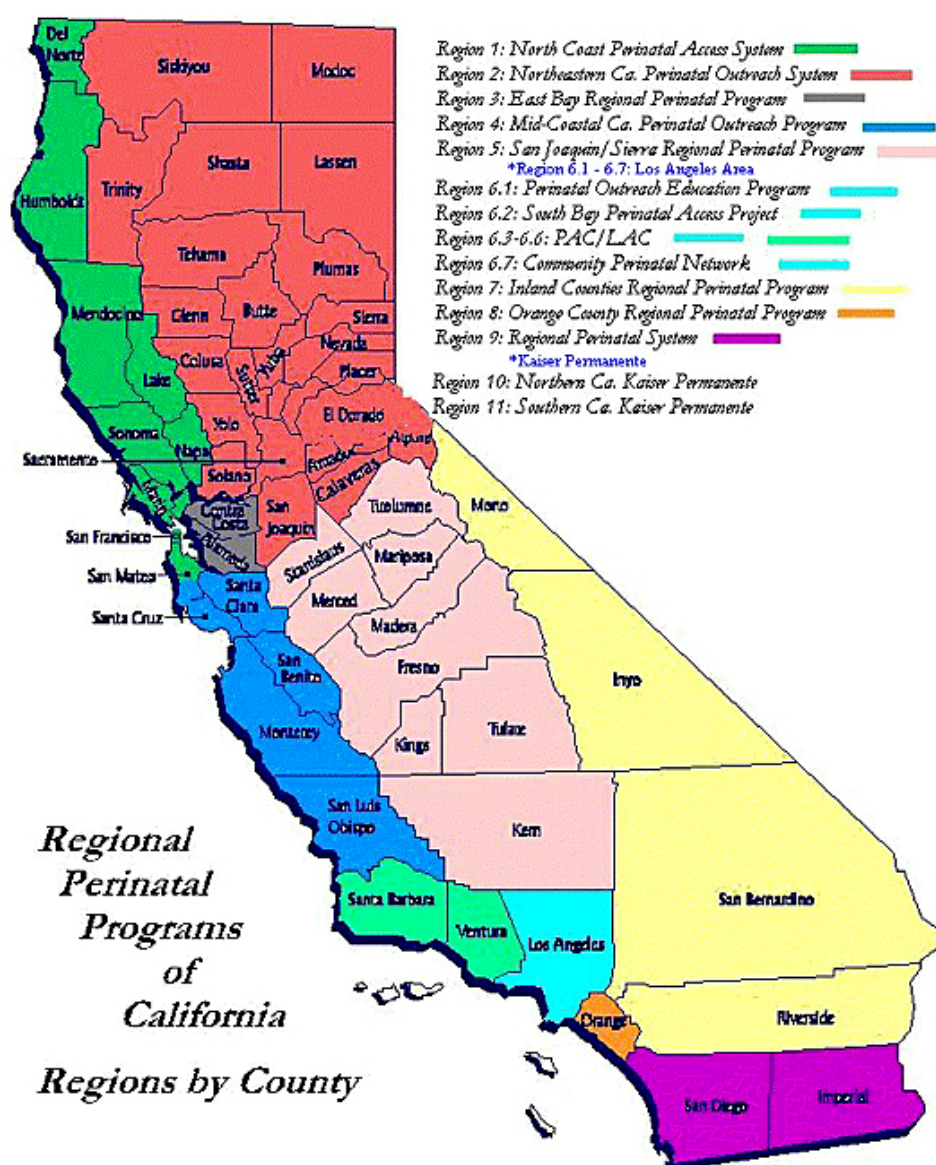 Region 1: North Coast Perinatal Access System
Region 2: Northeastern Ca. Perinatal Outreach System
Region 3: East Bay Regional Perinatal Program
Region 4: Mid-Coastal Ca. Perinatal Outreach Program
Region 5: San Joaquin/Sierra Regional Perinatal Program
*Region 6.1 - 6.7: Los Angeles Area
Region 6.1: Perinatal Outreach Education Program
Region 6.2: South Bay Perinatal Access Project
Region 6.3-6.6: PAC/LAC
Region 6.7: Community Perinatal Network
Region 7: Inland Counties Regional Perinatal Program
Region 8: Orange County Regional Perinatal Program
Region 9: Regional Perinatal System
*Kaiser Permanente
Region 10: Northern Ca. Kaiser Permanente
Region 11: Southern Ca. Kaiser Permanente
Del
Norte
Siskiyou
Modoc
Humboldt
Trinity
Shasta
Lassen
Tehama
Plumas
Mendocino
Glenn
Butte
Sierra
Nevada
Colusa
Sutter
Yuba
Placer
Lake
El Dorado
Yolo
Sonoma
Napa
Sacramento
Solano
Amador
Alpine
Calaveras
Marin
Contra
Costa
San
Joaquin
Tuolumne
Mono
San Francisco
Alameda
Stanislaus
Mariposa
San Mateo
Santa
Clara
Merced
Santa Cruz
Madera
San
Benito
Fresno
Inyo
Monterey
Kings
Tulare
San Luis
Obispo
Kern
Santa Barbara
Ventura
Los Angeles
San Bernardino
Orange
Riverside
San Diego
Imperial
Regional
Perinatal
Programs
of
California
Regions by County